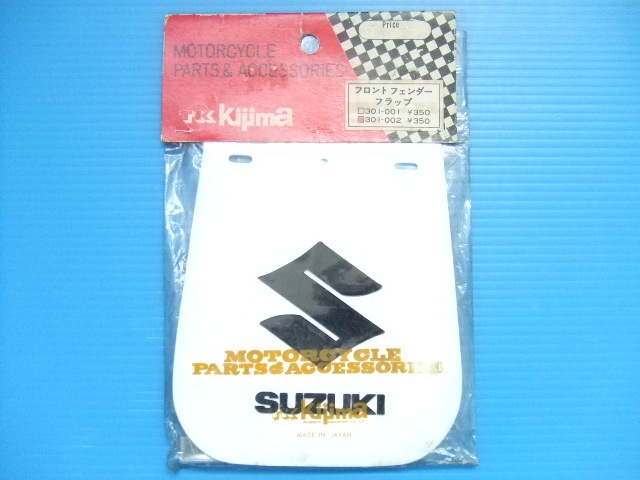 Price
MOTORCYCLE
PARTS & ACCESSORIES
TNK Kijima
フロントフェンダー
フラップ
301-001 ¥350
301-002 ¥350
MOTORCYCLE
PARTS & ACCESSORIES
SUZUKI
Kijima
MADE IN JAPAN